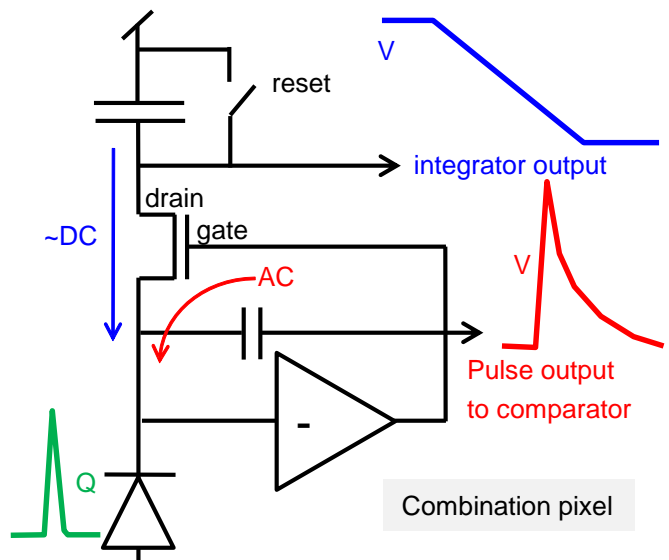 V
reset
integrator output
drain
gate
~DC
AC
V
Pulse output
to comparator
-
Q
Combination pixel